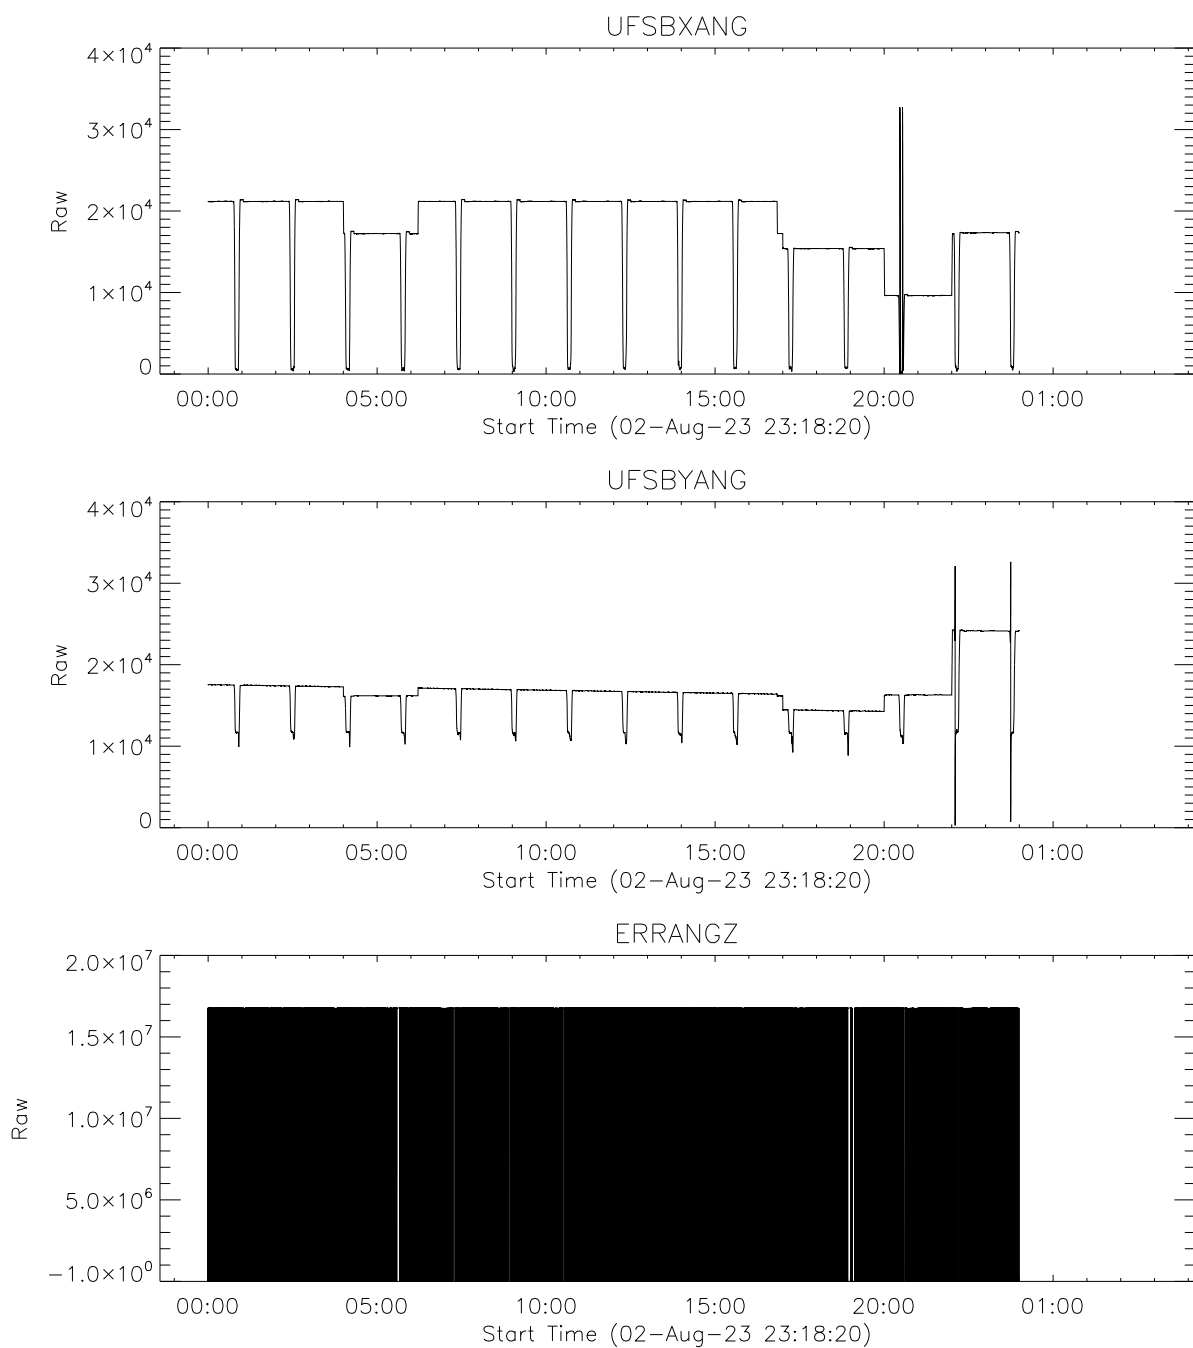 UFSBXANG
4×10⁴
3×10⁴
2×10⁴
1×10⁴
0
Raw
00:00 05:00 10:00 15:00 20:00 01:00
Start Time (02-Aug-23 23:18:20)
UFSBYANG
4×10⁴
3×10⁴
2×10⁴
1×10⁴
0
Raw
00:00 05:00 10:00 15:00 20:00 01:00
Start Time (02-Aug-23 23:18:20)
ERRANGZ
2.0×10⁷
1.5×10⁷
1.0×10⁷
5.0×10⁶
-1.0×10⁰
Raw
00:00 05:00 10:00 15:00 20:00 01:00
Start Time (02-Aug-23 23:18:20)